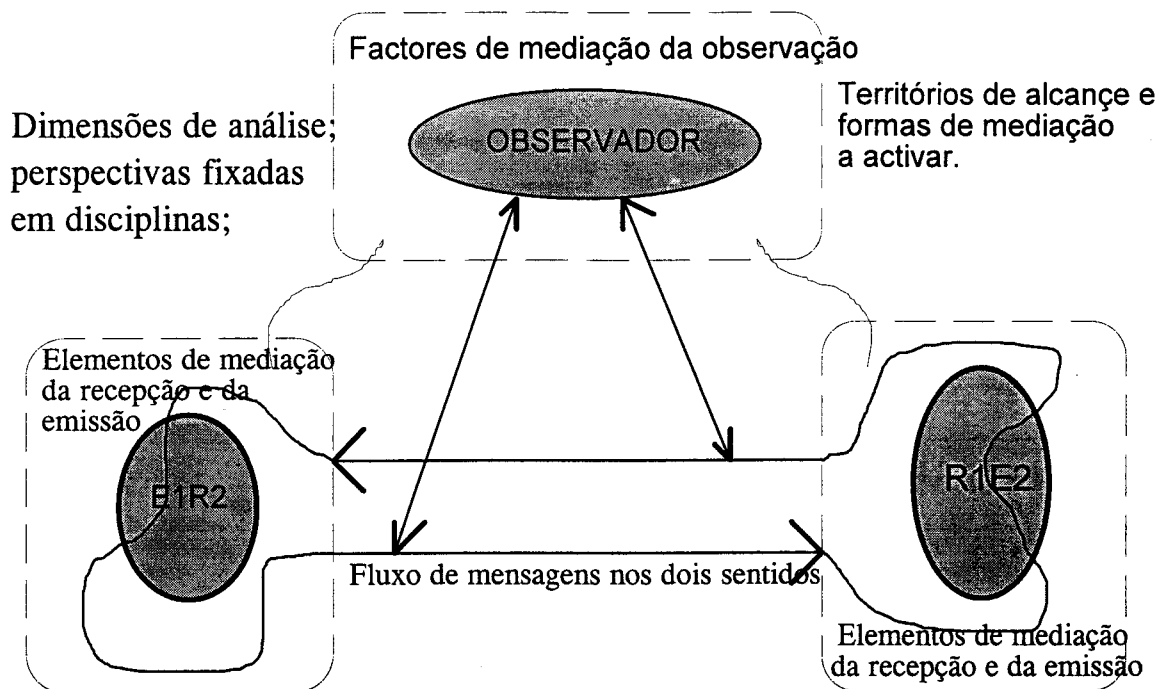 Factores de mediação da observação
OBSERVADOR
Dimensões de análise;
perspectivas fixadas
em disciplinas;
Territórios de alcançe e
formas de mediação
a activar.
Elementos de mediação
da recepção e da
emissão
E1R2
R1E2
Fluxo de mensagens nos dois sentidos
Elementos de mediação
da recepção e da emissão